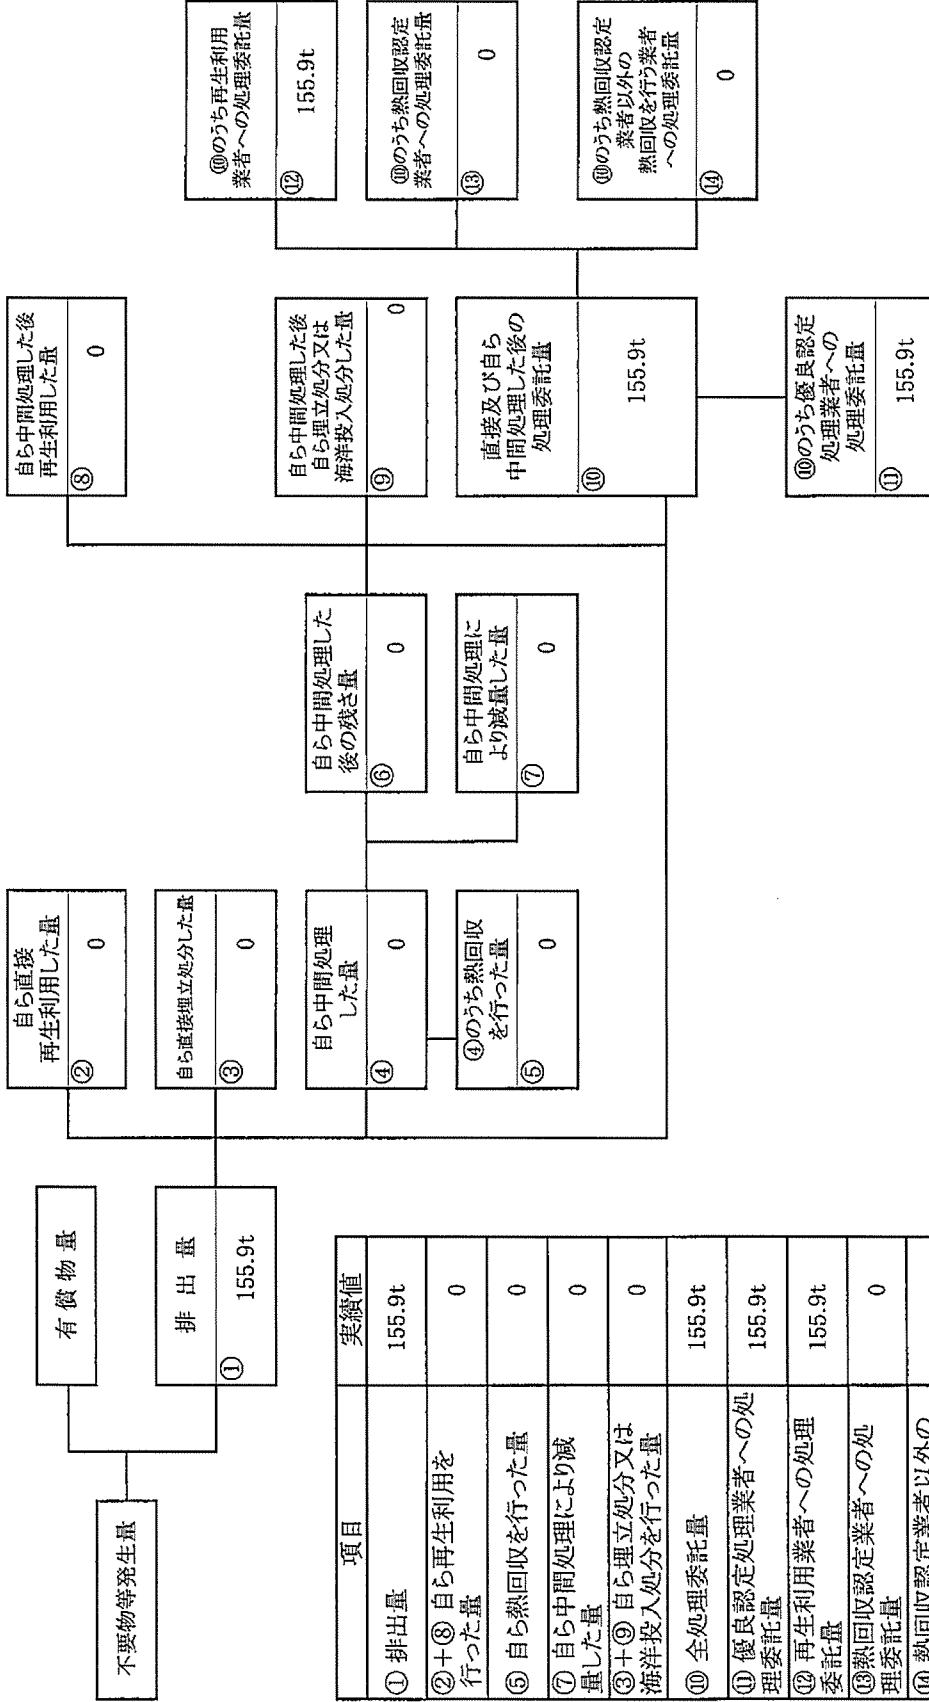 不要物等発生量
有 償 物 量
排 出 量
① 155.9t
自ら直接
再生利用した量
② 0
自ら直接埋立処分した量
③ 0
自ら中間処理
した量
④ 0
④のうち熱回収
を行った量
⑤ 0
自ら中間処理した
後の残さ量
⑥ 0
自ら中間処理に
より減量した量
⑦ 0
自ら中間処理した後
再生利用した量
⑧ 0
自ら中間処理した後
自ら埋立処分又は
海洋投入処分した量
⑨ 0
直接及び自ら
中間処理した後の
処理委託量
⑩ 155.9t
⑩のうち優良認定
処理業者への
処理委託量
⑪ 155.9t
⑩のうち再生利用
業者への処理委託量
⑫ 155.9t
⑩のうち熱回収認定
業者への処理委託量
⑬ 0
⑩のうち熱回収認定
業者以外の
熱回収を行う業者
への処理委託量
⑭ 0
項目 実績値
① 排出量 155.9t
②+⑧ 自ら再生利用を
行った量 0
⑤ 自ら熱回収を行った量 0
⑦ 自ら中間処理により減
量した量 0
③+⑨ 自ら埋立処分又は
海洋投入処分を行った量 0
⑩ 全処理委託量 155.9t
⑪ 優良認定処理業者への処
理委託量 155.9t
⑫ 再生利用業者への処理
委託量 155.9t
⑬熱回収認定業者への処
理委託量 0
⑭ 熱回収認定業者以外の